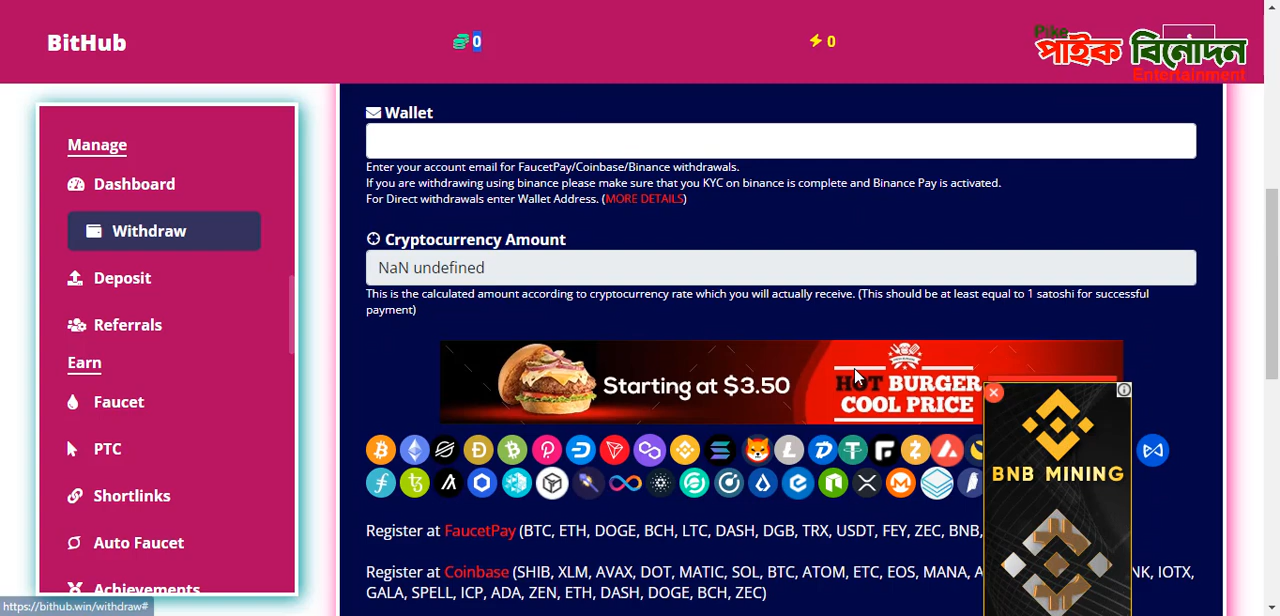 BitHub
0
0
Pike
পাইক বিনোদন
Entertainment
Manage
Dashboard
Withdraw
Deposit
Referrals
Earn
Faucet
PTC
Shortlinks
Auto Faucet
Achievements
Wallet
Enter your account email for FaucetPay/Coinbase/Binance withdrawals.
If you are withdrawing using binance please make sure that you KYC on binance is complete and Binance Pay is activated.
For Direct withdrawals enter Wallet Address. (MORE DETAILS)
Cryptocurrency Amount
NaN undefined
This is the calculated amount according to cryptocurrency rate which you will actually receive. (This should be at least equal to 1 satoshi for successful
payment)
Starting at $3.50
HOT BURGER
COOL PRICE
BNB MINING
Register at FaucetPay (BTC, ETH, DOGE, BCH, LTC, DASH, DGB, TRX, USDT, FEY, ZEC, BNB,
Register at Coinbase (SHIB, XLM, AVAX, DOT, MATIC, SOL, BTC, ATOM, ETC, EOS, MANA, IOTX,
GALA, SPELL, ICP, ADA, ZEN, ETH, DASH, DOGE, BCH, ZEC)
https://bithub.win/withdraw#